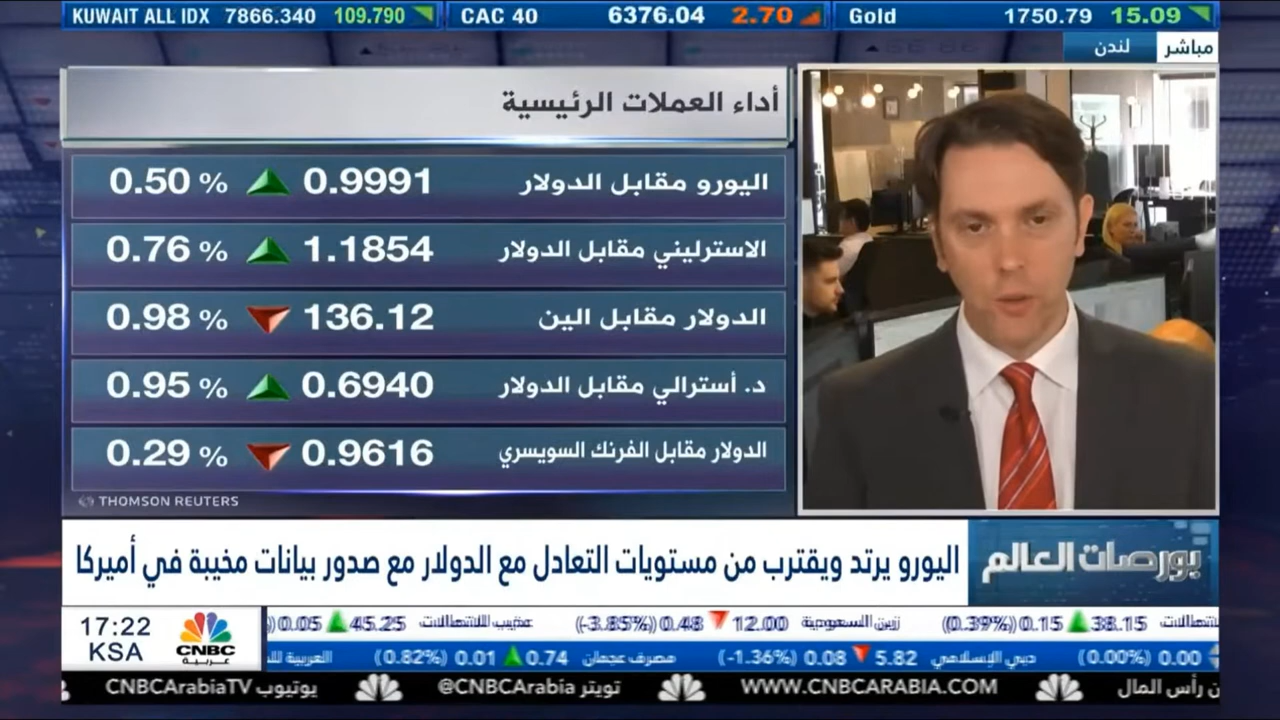 KUWAIT ALL IDX 7866.340 109.790 CAC 40 6376.04 2.70 Gold 1750.79 15.09
مباشر لندن
أداء العملات الرئيسية
اليورو مقابل الدولار 0.9991 0.50 %
الاسترليني مقابل الدولار 1.1854 0.76 %
الدولار مقابل الين 136.12 0.98 %
د. أسترالي مقابل الدولار 0.6940 0.95 %
الدولار مقابل الفرنك السويسري 0.9616 0.29 %
THOMSON REUTERS
بورصات العالم
اليورو يرتد ويقترب من مستويات التعادل مع الدولار مع صدور بيانات مخيبة في أميركا
17:22
KSA
CNBC
عربية
38.15 0.15 (0.39%) زين السعودية 12.00 0.48 (-3.85%) 45.25 0.05
0.00 (0.00%) دبي الإسلامي 5.82 0.08 (-1.36%) مصرف عجمان 0.74 0.01 (0.82%) العربية
ن رأس المال WWW.CNBCARABIA.COM تويتر @CNBCArabia يوتيوب CNBCArabiaTV